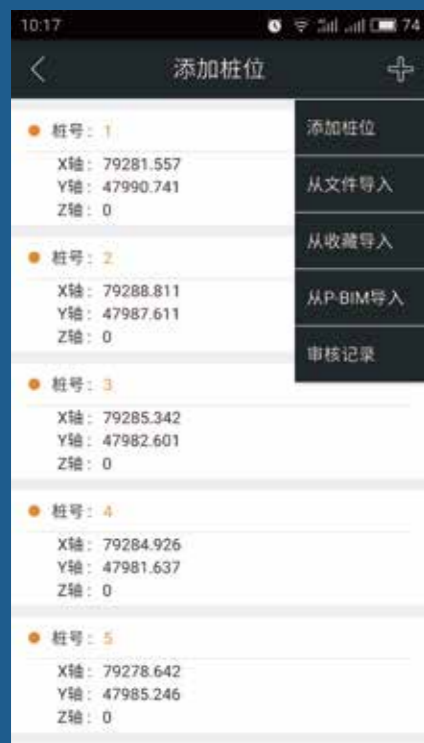 10:17
74
添加桩位
添加桩位
从文件导入
从收藏导入
从P-BIM导入
审核记录
桩号：1
X轴：79281.557
Y轴：47990.741
Z轴：0
桩号：2
X轴：79288.811
Y轴：47987.611
Z轴：0
桩号：3
X轴：79285.342
Y轴：47982.601
Z轴：0
桩号：4
X轴：79284.926
Y轴：47981.637
Z轴：0
桩号：5
X轴：79278.642
Y轴：47985.246
Z轴：0